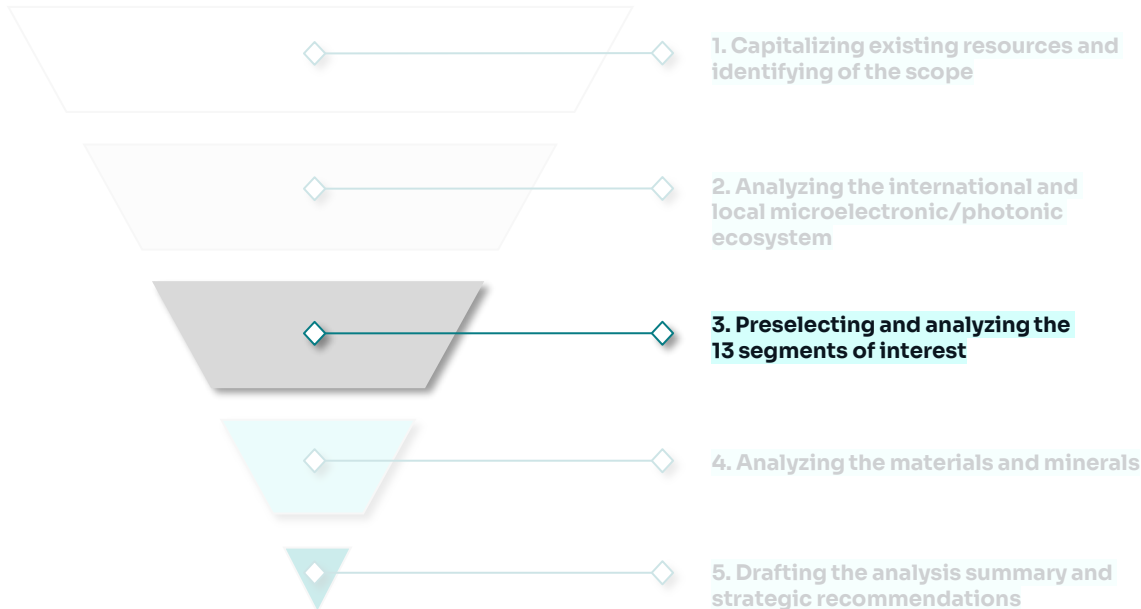 1. Capitalizing existing resources and
identifying of the scope
2. Analyzing the international and
local microelectronic/photonic
ecosystem
3. Preselecting and analyzing the
13 segments of interest
4. Analyzing the materials and minerals
5. Drafting the analysis summary and
strategic recommendations